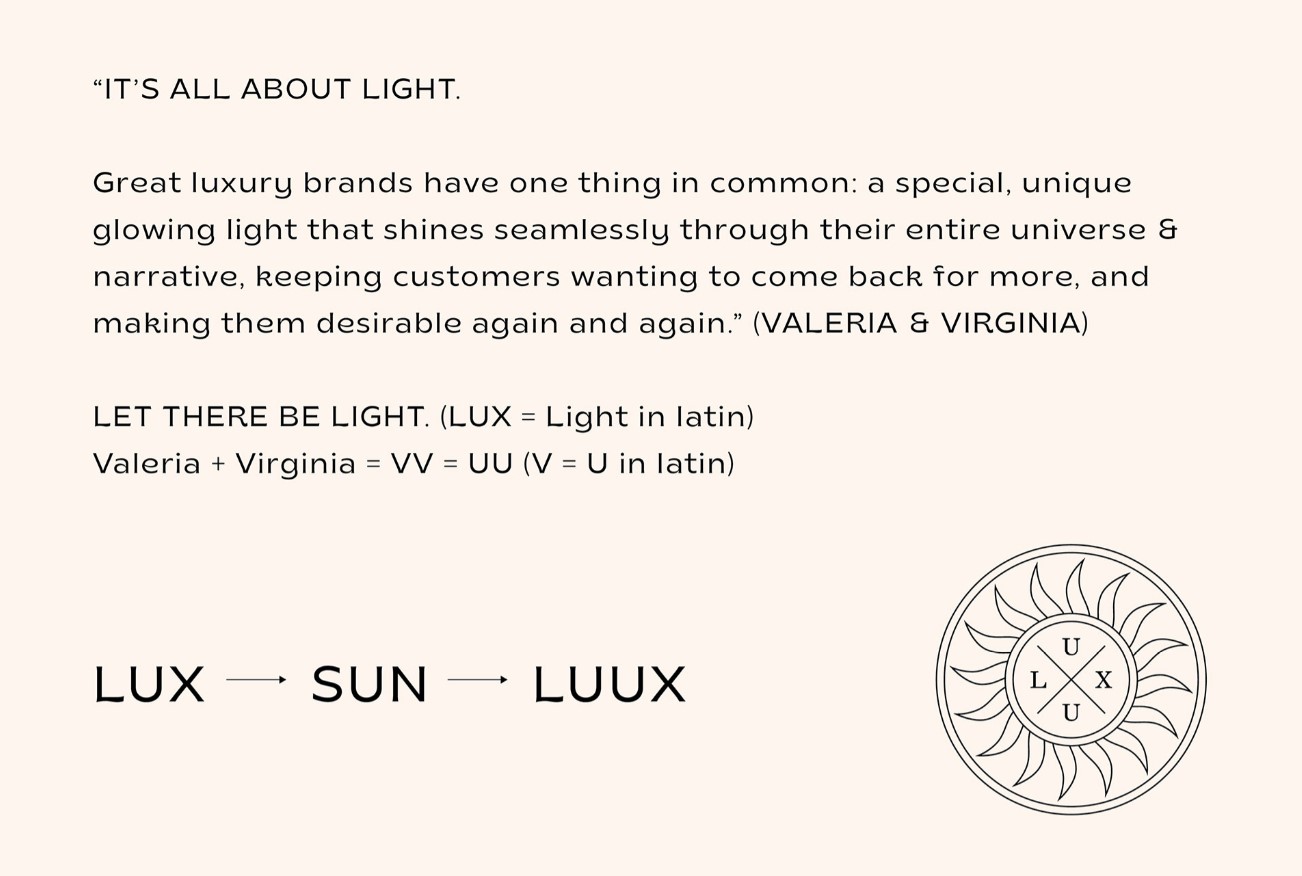 “IT’S ALL ABOUT LIGHT.
Great luxury brands have one thing in common: a special, unique
glowing light that shines seamlessly through their entire universe &
narrative, keeping customers wanting to come back for more, and
making them desirable again and again.” (VALERIA & VIRGINIA)
LET THERE BE LIGHT. (LUX = Light in latin)
Valeria + Virginia = VV = UU (V = U in latin)
LUX → SUN → LUUX
U
L X
U